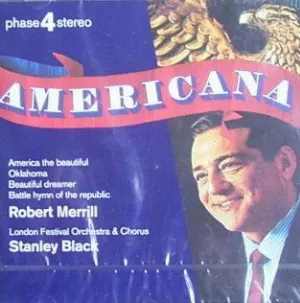 phase 4 stereo
AMERICANA
America the beautiful
Oklahoma
Beautiful dreamer
Battle hymn of the republic
Robert Merrill
London Festival Orchestra & Chorus
Stanley Black